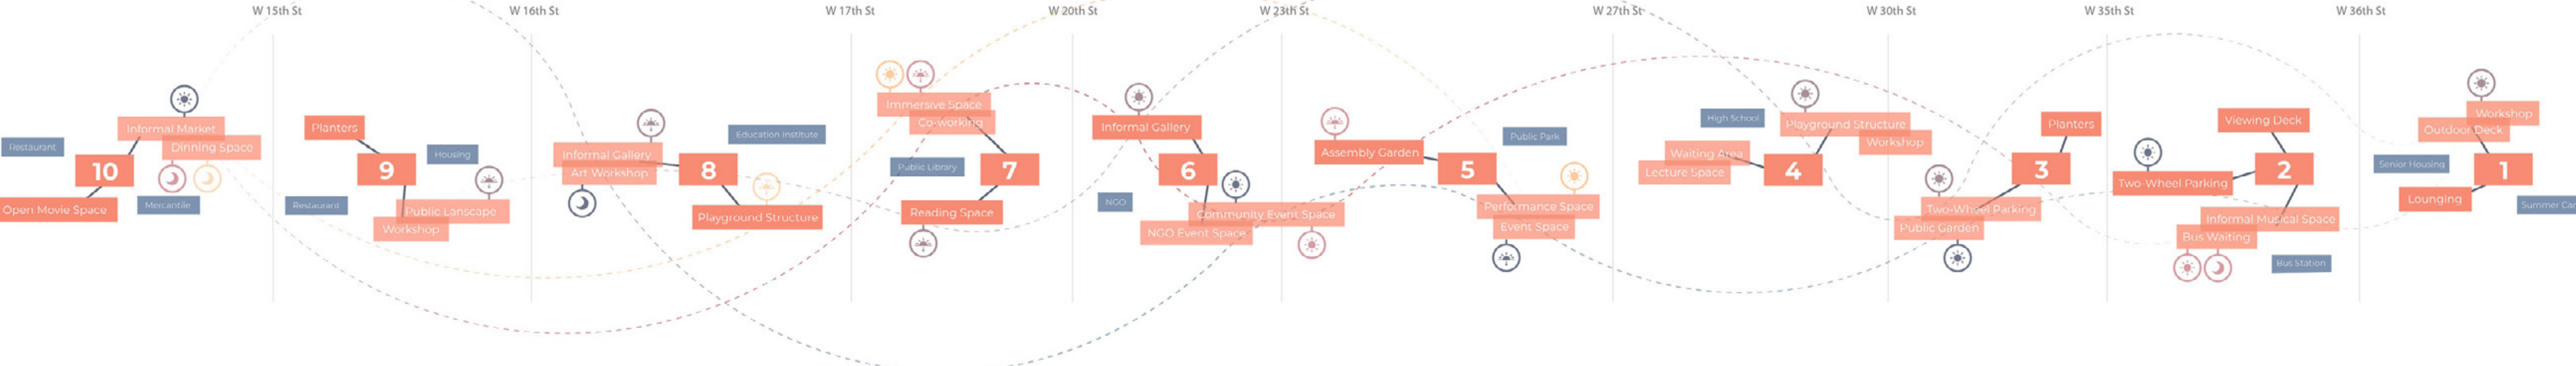 W 15th St
W 16th St
W 17th St
W 20th St
W 23th St
W 27th St
W 30th St
W 35th St
W 36th St
Restaurant
Informal Market
Dinning Space
10
Mercantile
Open Movie Space
Planters
9
Housing
Restaurant
Public Lanscape
Workshop
Informal Gallery
Art Workshop
8
Education Institute
Playground Structure
Immersive Space
Co-working
Public Library
7
Reading Space
Informal Gallery
6
NGO
Community Event Space
NGO Event Space
Assembly Garden
5
Public Park
Performance Space
Event Space
High School
Playground Structure
Workshop
Waiting Area
Lecture Space
4
Planters
3
Two-Wheel Parking
Public Garden
Viewing Deck
Two-Wheel Parking
2
Informal Musical Space
Bus Waiting
Bus Station
Workshop
Outdoor Deck
Senior Housing
1
Lounging
Summer Car